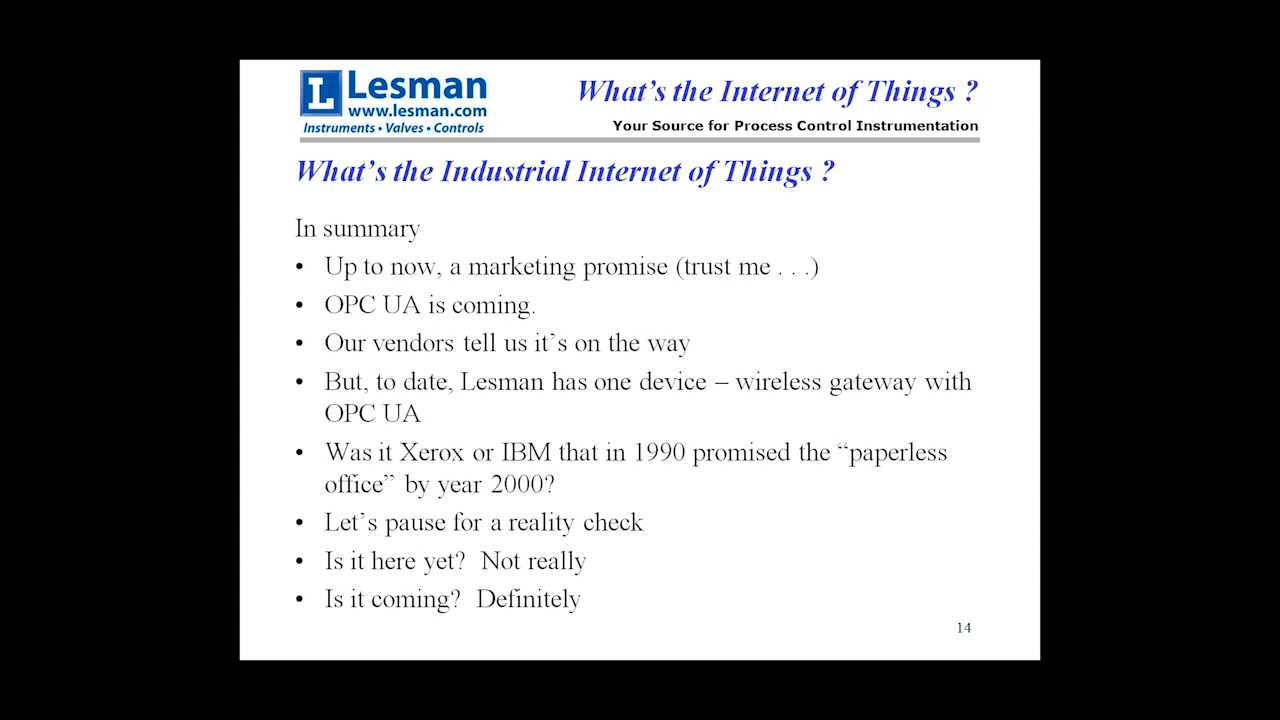 L Lesman
www.lesman.com
Instruments • Valves • Controls
What's the Internet of Things ?
Your Source for Process Control Instrumentation
What's the Industrial Internet of Things ?
In summary
• Up to now, a marketing promise (trust me . . .)
• OPC UA is coming.
• Our vendors tell us it's on the way
• But, to date, Lesman has one device – wireless gateway with
OPC UA
• Was it Xerox or IBM that in 1990 promised the “paperless
office” by year 2000?
• Let's pause for a reality check
• Is it here yet?  Not really
• Is it coming?  Definitely
14